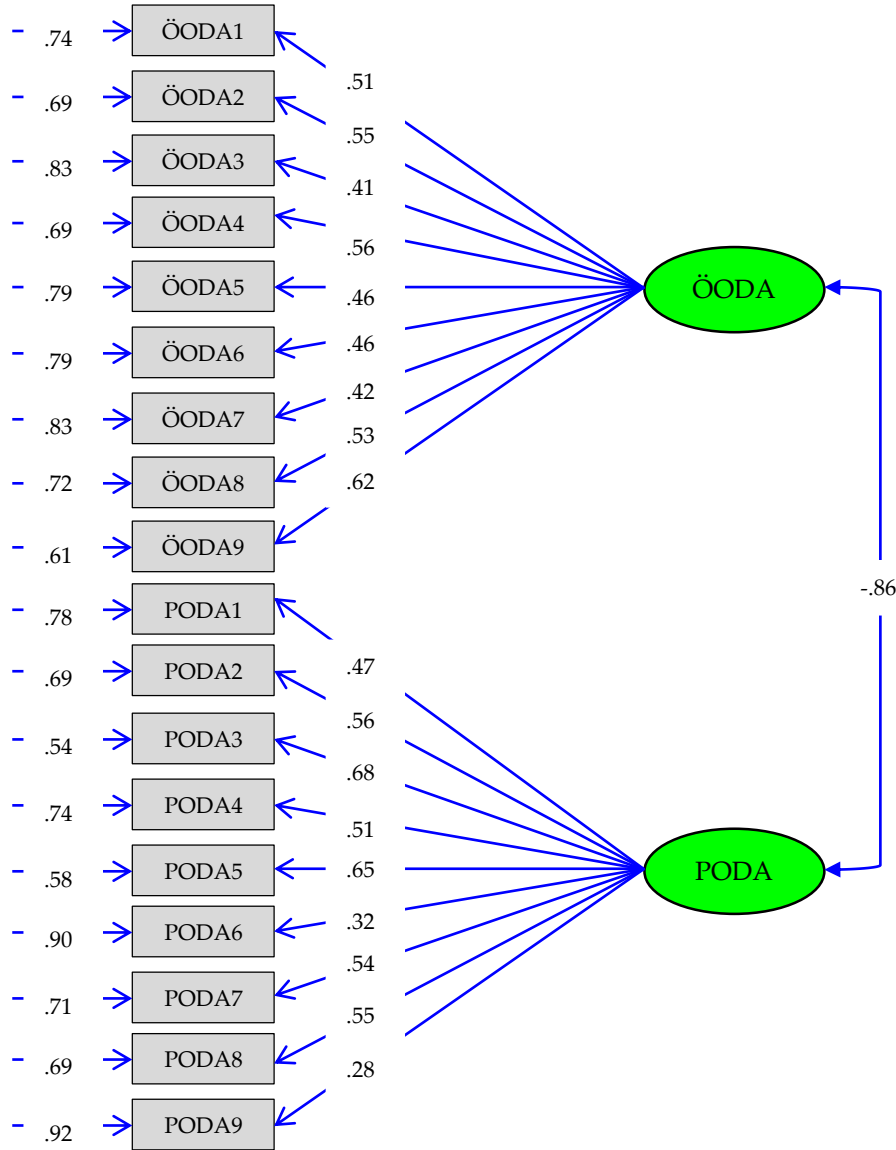 .74 ÖODA1
.51
.69 ÖODA2
.55
.83 ÖODA3
.41
.69 ÖODA4
.56
.79 ÖODA5
.46
.79 ÖODA6
.46
.83 ÖODA7
.42
.72 ÖODA8
.53
.61 ÖODA9
.62
ÖODA
-.86
.78 PODA1
.47
.69 PODA2
.56
.54 PODA3
.68
.74 PODA4
.51
.58 PODA5
.65
.90 PODA6
.32
.71 PODA7
.54
.69 PODA8
.55
.92 PODA9
.28
PODA